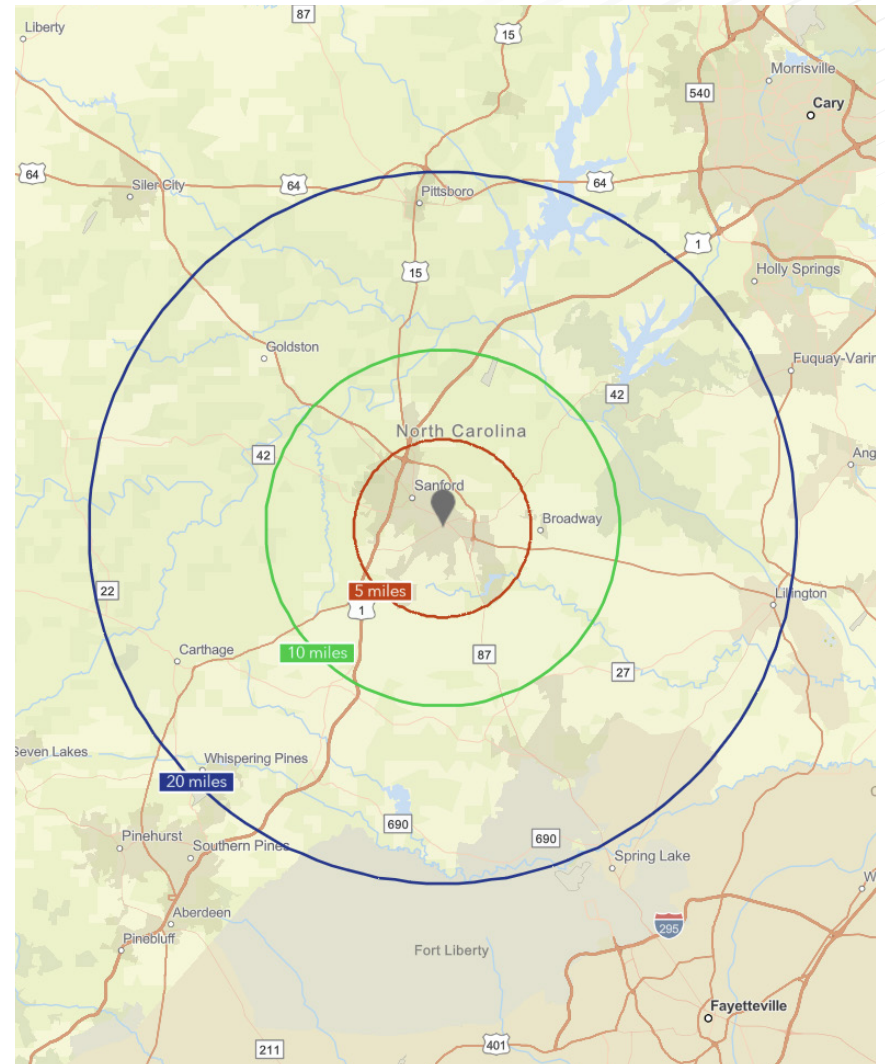 87
Liberty
15
Morrisville
540
Cary
64
Siler City
64
Pittsboro
64
1
15
Holly Springs
Goldston
Fuquay-Varin
42
North Carolina
42
Ang
Sanford
Broadway
5 miles
22
Lillington
1
10 miles
87
Carthage
27
Seven Lakes
Whispering Pines
20 miles
690
690
Pinehurst
Southern Pines
Spring Lake
W
Aberdeen
295
Pinebluff
Fort Liberty
Fayetteville
211
401